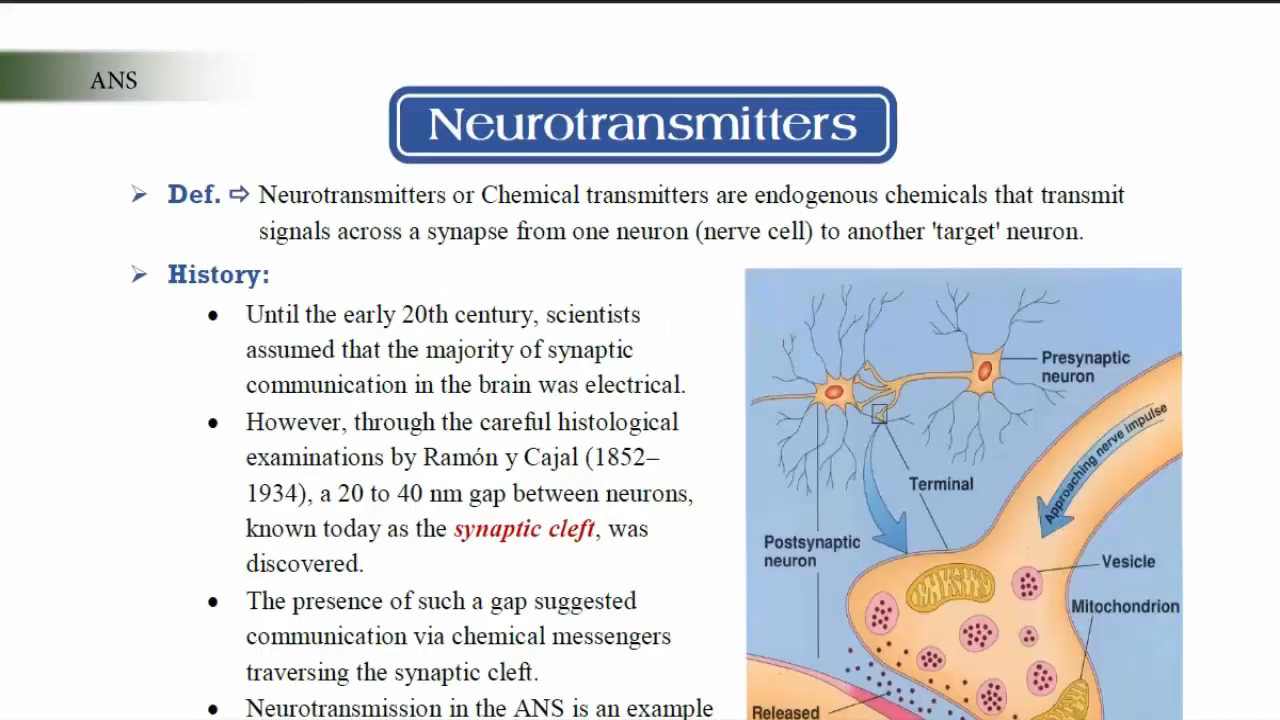 ANS
Neurotransmitters
➢ Def. ⇨ Neurotransmitters or Chemical transmitters are endogenous chemicals that transmit
signals across a synapse from one neuron (nerve cell) to another 'target' neuron.
➢ History:
• Until the early 20th century, scientists
assumed that the majority of synaptic
communication in the brain was electrical.
• However, through the careful histological
examinations by Ramón y Cajal (1852–
1934), a 20 to 40 nm gap between neurons,
known today as the synaptic cleft, was
discovered.
• The presence of such a gap suggested
communication via chemical messengers
traversing the synaptic cleft.
• Neurotransmission in the ANS is an example
Presynaptic
neuron
Approaching nerve impulse
Terminal
Postsynaptic
neuron
Vesicle
Mitochondrion
Released